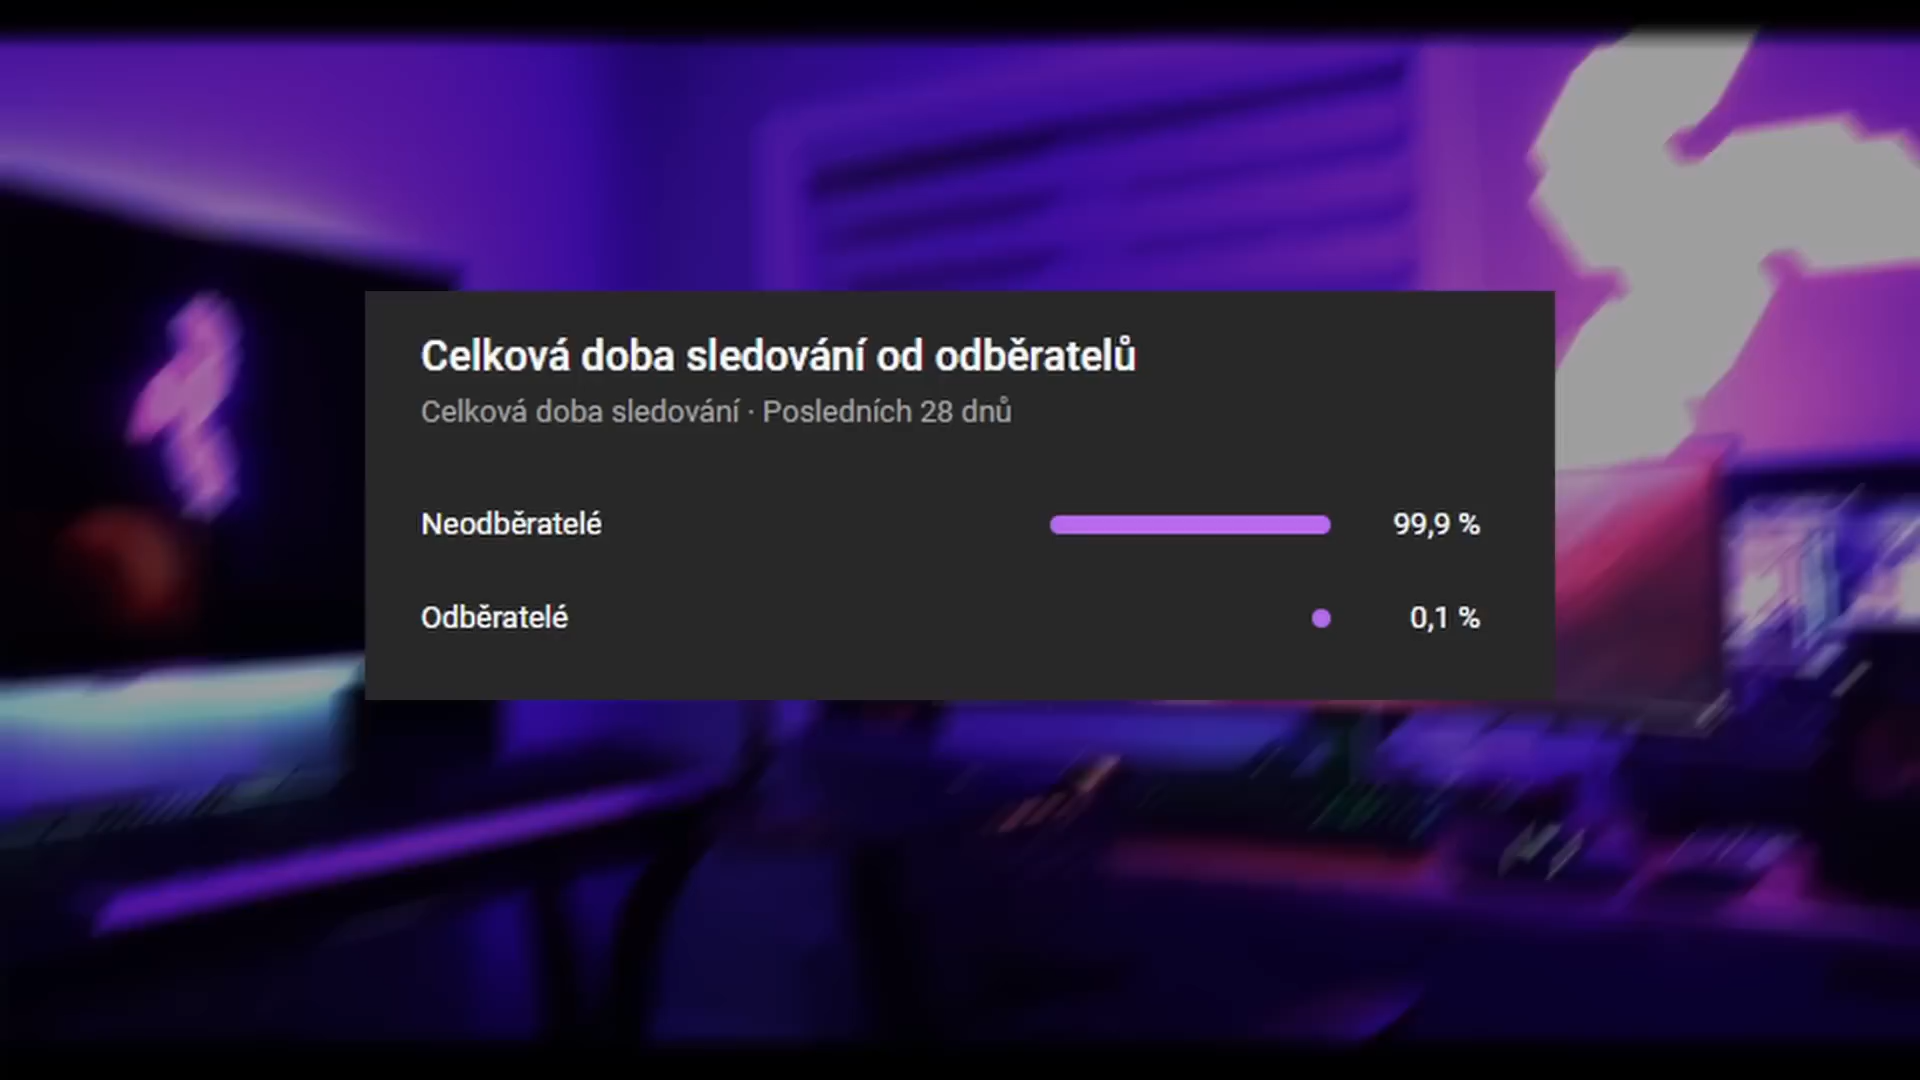 Celková doba sledování od odběratelů
Celková doba sledování · Posledních 28 dnů
Neodběratelé 99,9 %
Odběratelé 0,1 %